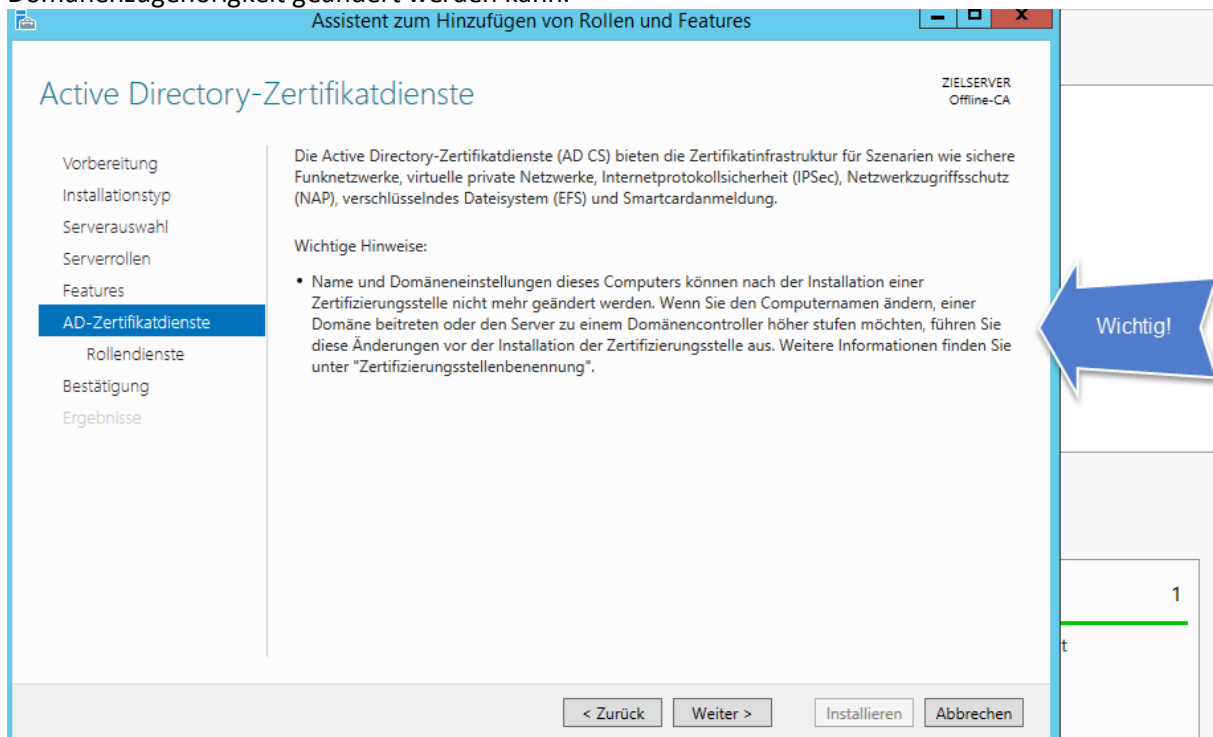 Domänenzugehörigkeit geändert werden kann.
Assistent zum Hinzufügen von Rollen und Features
Active Directory-Zertifikatdienste
ZIELSERVER
Offline-CA
Vorbereitung
Installationstyp
Serverauswahl
Serverrollen
Features
AD-Zertifikatdienste
Rollendienste
Bestätigung
Ergebnisse
Die Active Directory-Zertifikatdienste (AD CS) bieten die Zertifikatinfrastruktur für Szenarien wie sichere
Funknetzwerke, virtuelle private Netzwerke, Internetprotokollsicherheit (IPSec), Netzwerkzugriffsschutz
(NAP), verschlüsselndes Dateisystem (EFS) und Smartcardanmeldung.
Wichtige Hinweise:
• Name und Domäneneinstellungen dieses Computers können nach der Installation einer
Zertifizierungsstelle nicht mehr geändert werden. Wenn Sie den Computernamen ändern, einer
Domäne beitreten oder den Server zu einem Domänencontroller höher stufen möchten, führen Sie
diese Änderungen vor der Installation der Zertifizierungsstelle aus. Weitere Informationen finden Sie
unter "Zertifizierungsstellenbenennung".
Wichtig!
1
t
< Zurück
Weiter >
Installieren
Abbrechen